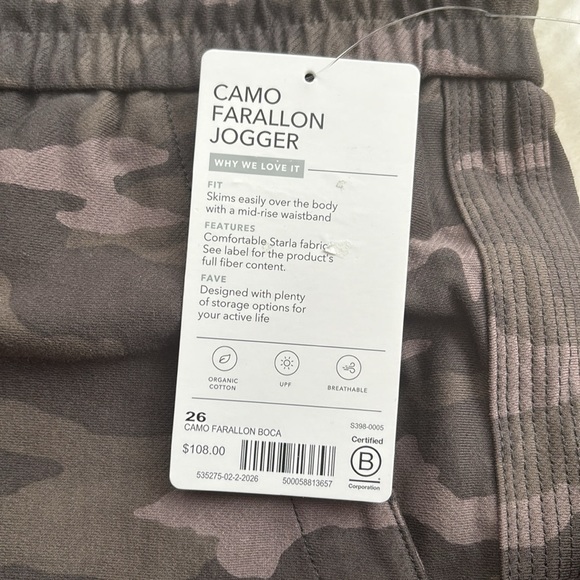 CAMO
FARALLON
JOGGER
WHY WE LOVE IT
FIT
Skims easily over the body
with a mid-rise waistband
FEATURES
Comfortable Starla fabric.
See label for the product's
full fiber content.
FAVE
Designed with plenty
of storage options for
your active life
ORGANIC
COTTON
UPF
BREATHABLE
26
S398-0005
CAMO FARALLON BOCA
$108.00
535275-02-2-2026
500058813657
Certified
B
Corporation